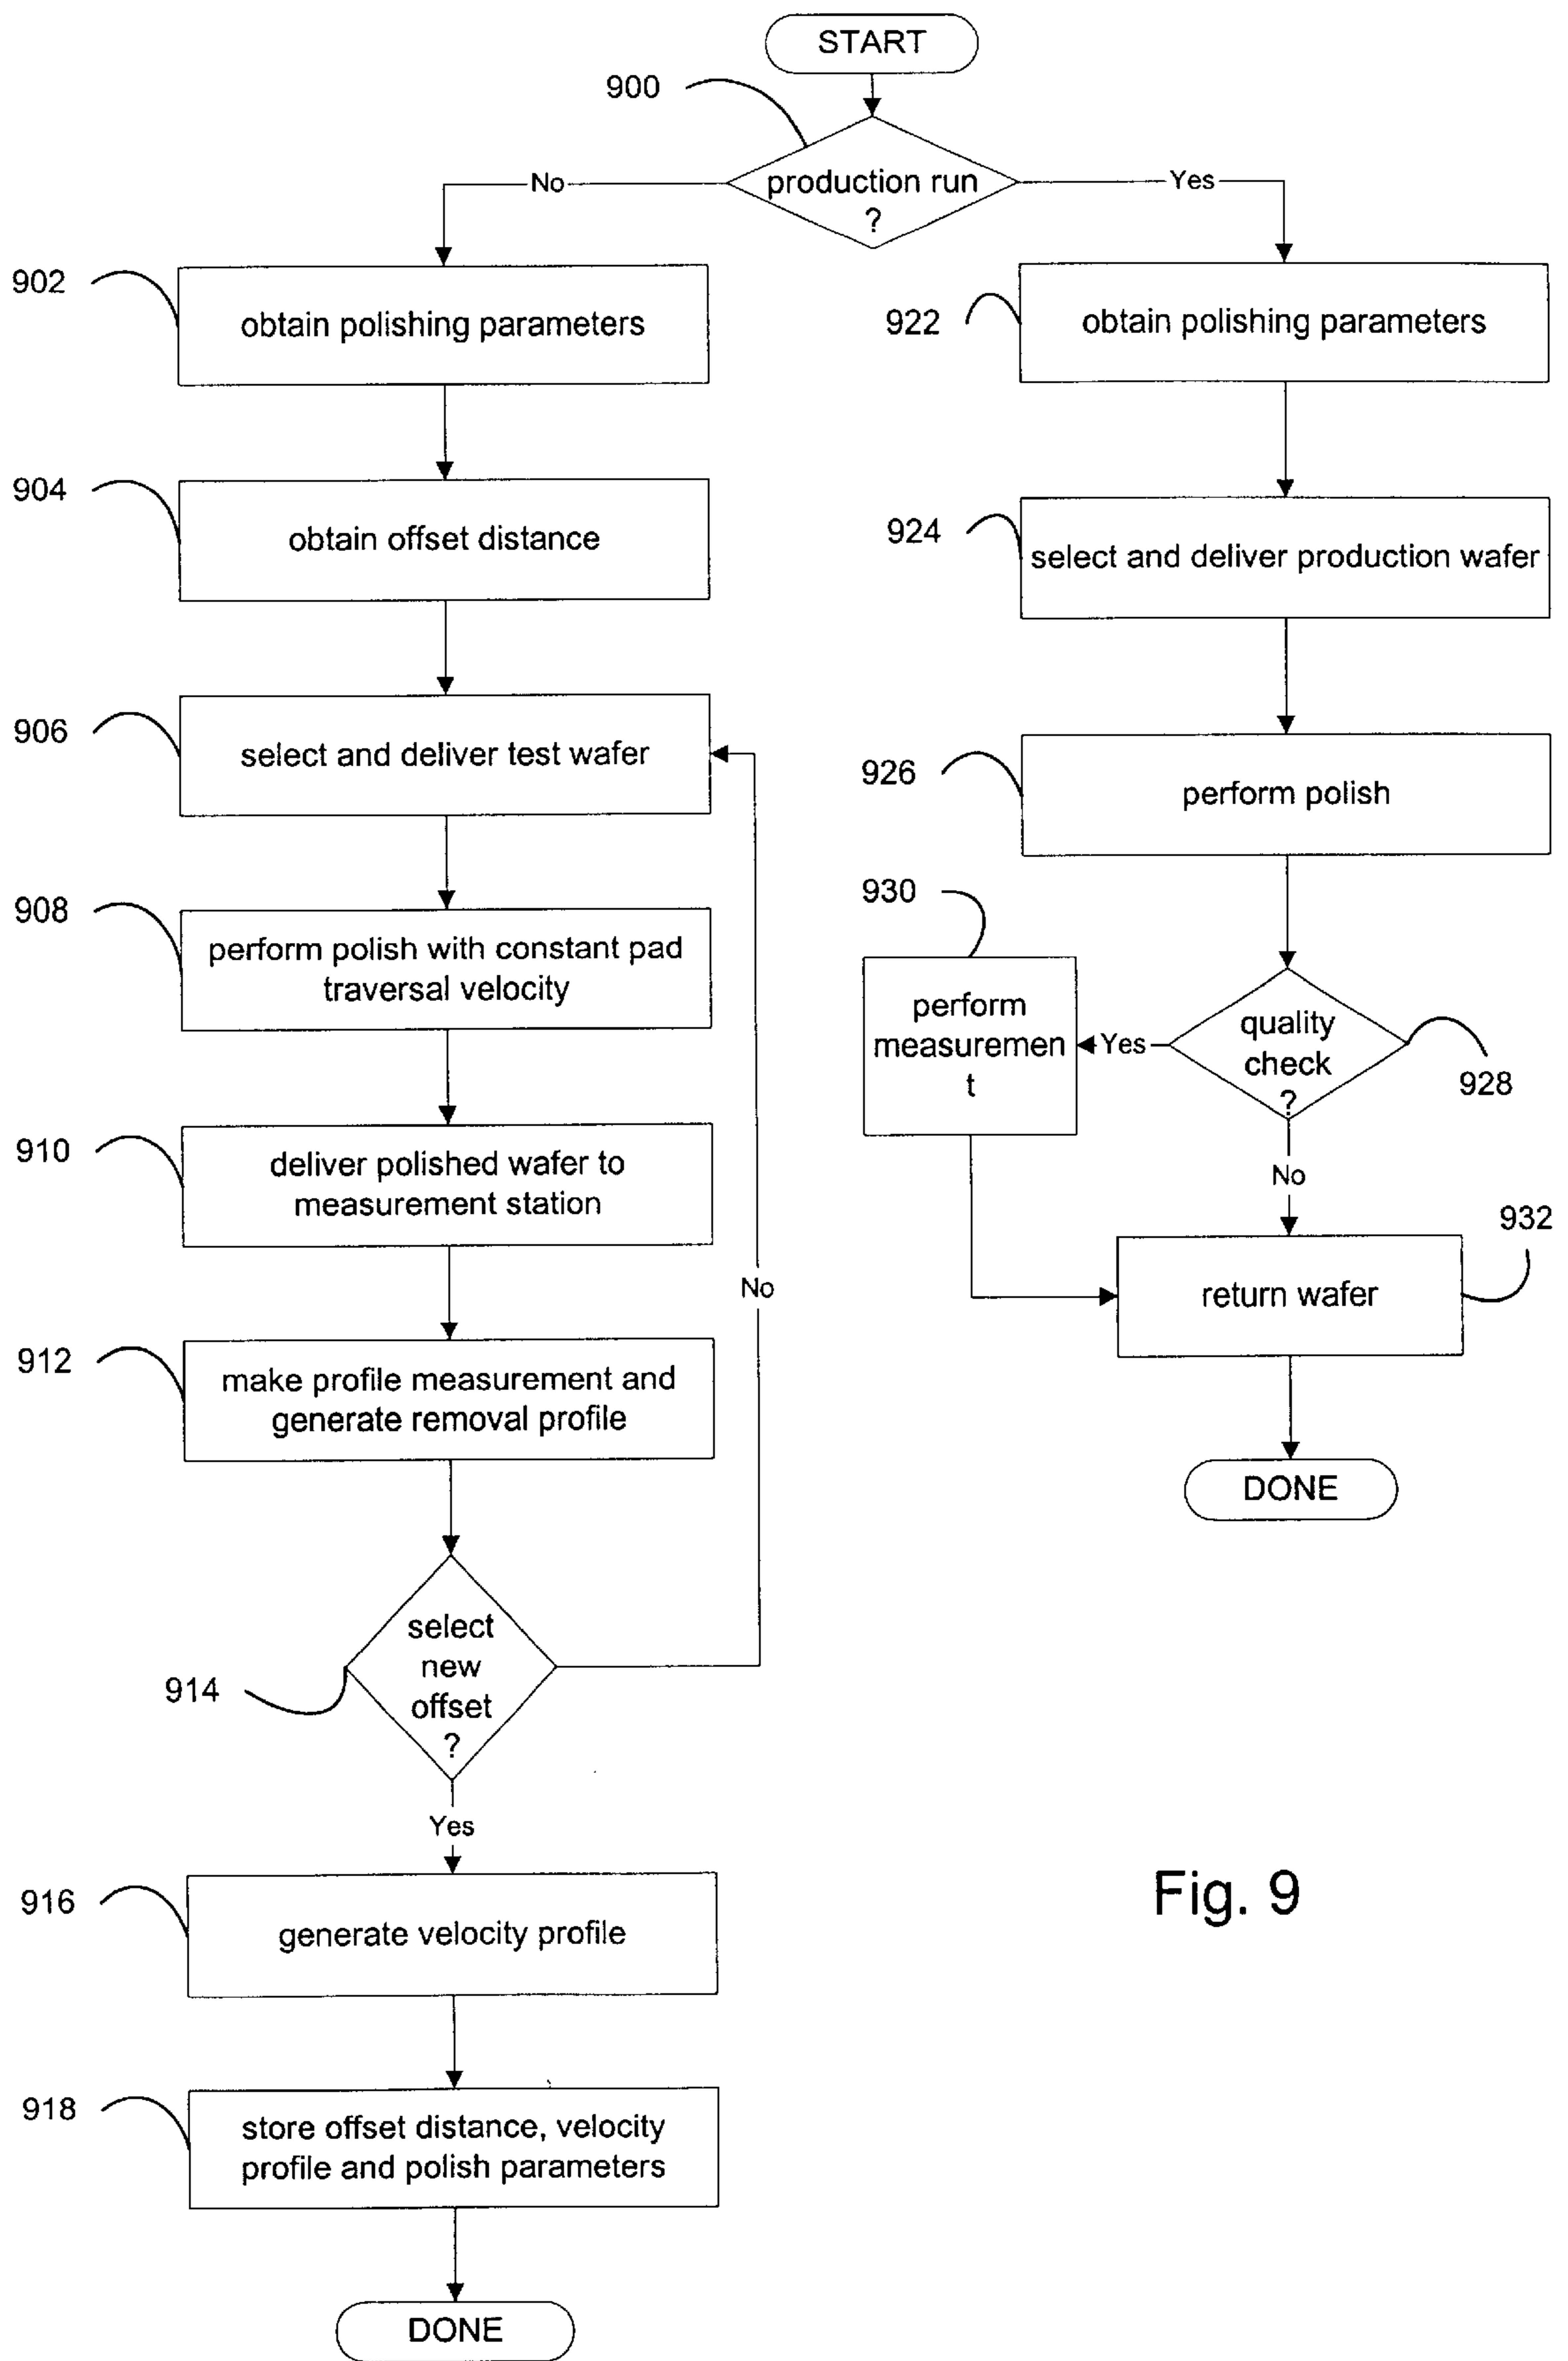 START
900
production run
?
No
Yes
902
obtain polishing parameters
904
obtain offset distance
906
select and deliver test wafer
908
perform polish with constant pad
traversal velocity
910
deliver polished wafer to
measurement station
912
make profile measurement and
generate removal profile
914
select
new
offset
?
No
Yes
916
generate velocity profile
918
store offset distance, velocity
profile and polish parameters
DONE
922
obtain polishing parameters
924
select and deliver production wafer
926
perform polish
928
quality
check
?
Yes
No
930
perform
measuremen
t
932
return wafer
DONE
Fig. 9